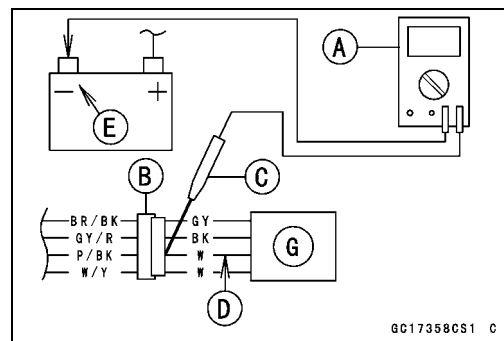 A
− +
E
B
C
BR/BK GY
GY/R BK
P/BK W
W/Y W
G
D
GC17358CS1 C